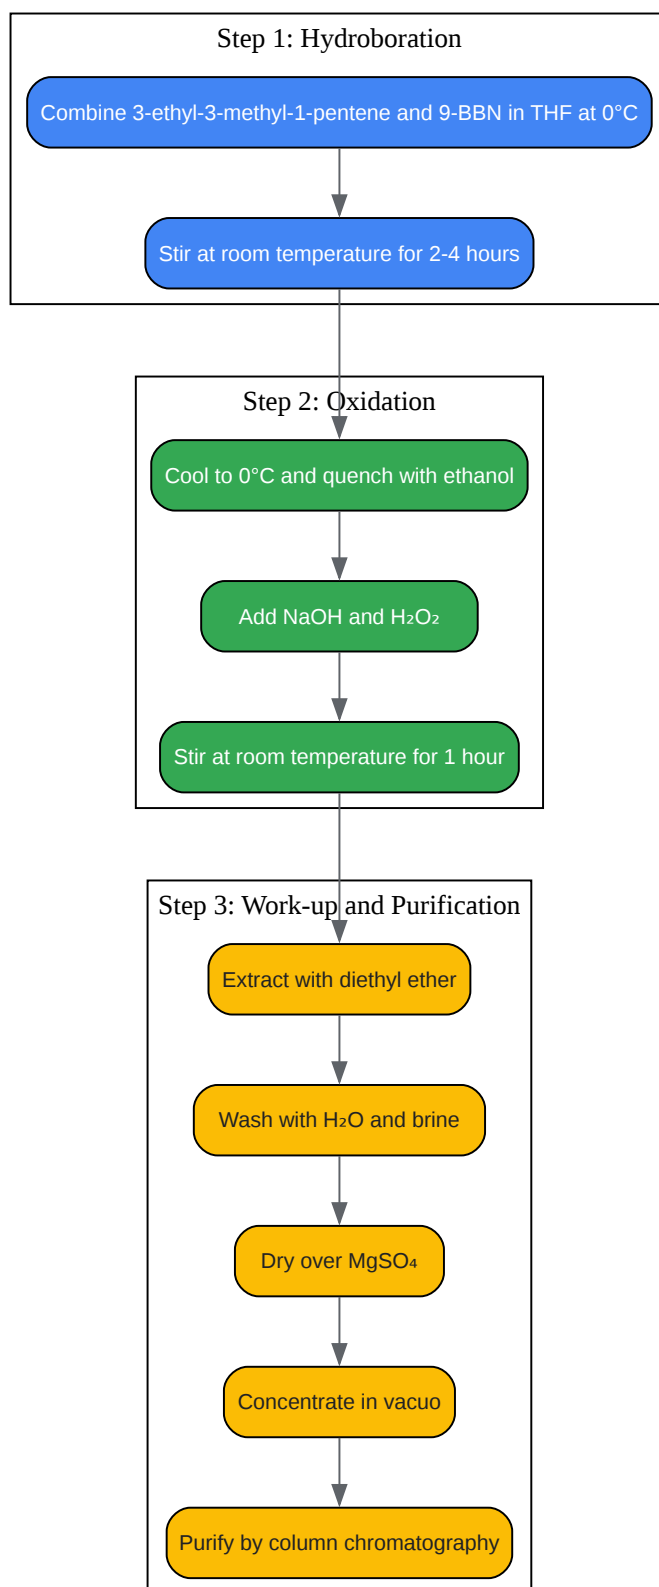 Step 1: Hydroboration
Combine 3-ethyl-3-methyl-1-pentene and 9-BBN in THF at 0°C
Stir at room temperature for 2-4 hours
Step 2: Oxidation
Cool to 0°C and quench with ethanol
Add NaOH and H₂O₂
Stir at room temperature for 1 hour
Step 3: Work-up and Purification
Extract with diethyl ether
Wash with H₂O and brine
Dry over MgSO₄
Concentrate in vacuo
Purify by column chromatography